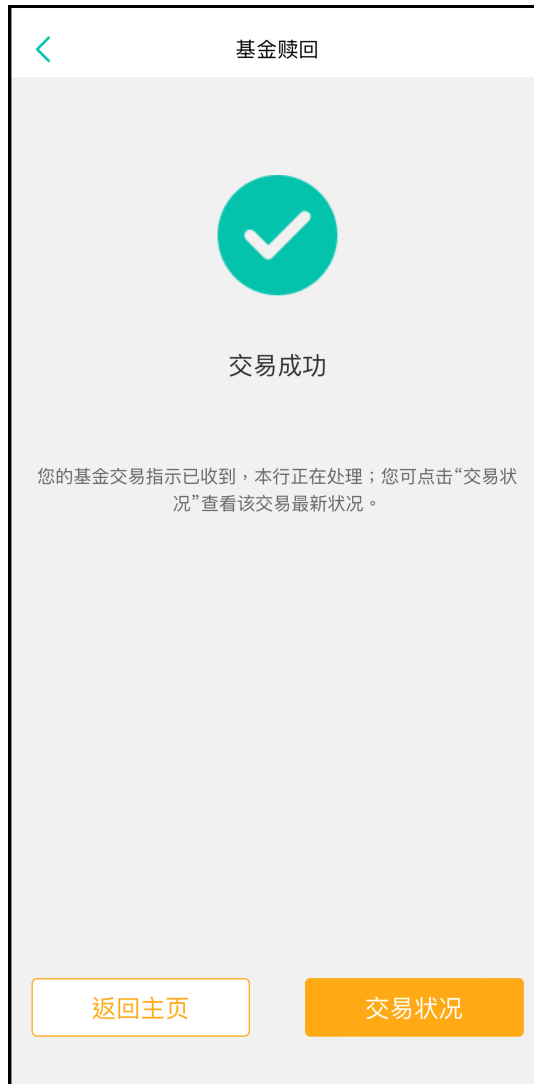 基金赎回
交易成功
您的基金交易指示已收到，本行正在处理；您可点击“交易状
况”查看该交易最新状况。
返回主页
交易状况